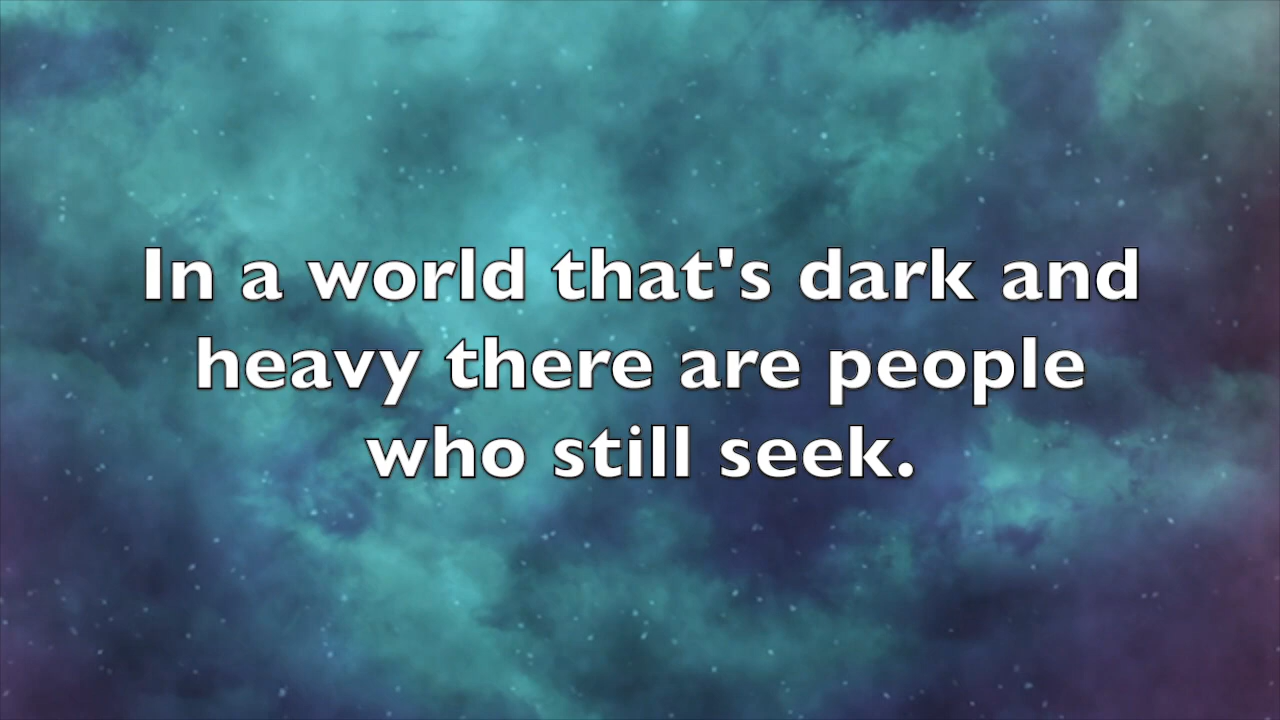 In a world that's dark and
heavy there are people
who still seek.